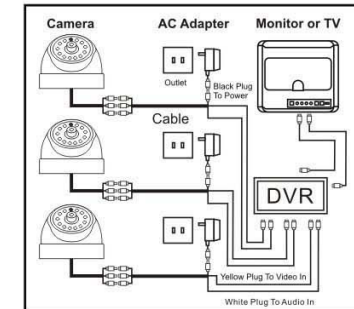 Camera AC Adapter Monitor or TV
Outlet
Black Plug
To Power
Cable
DVR
Yellow Plug To Video In
White Plug To Audio In